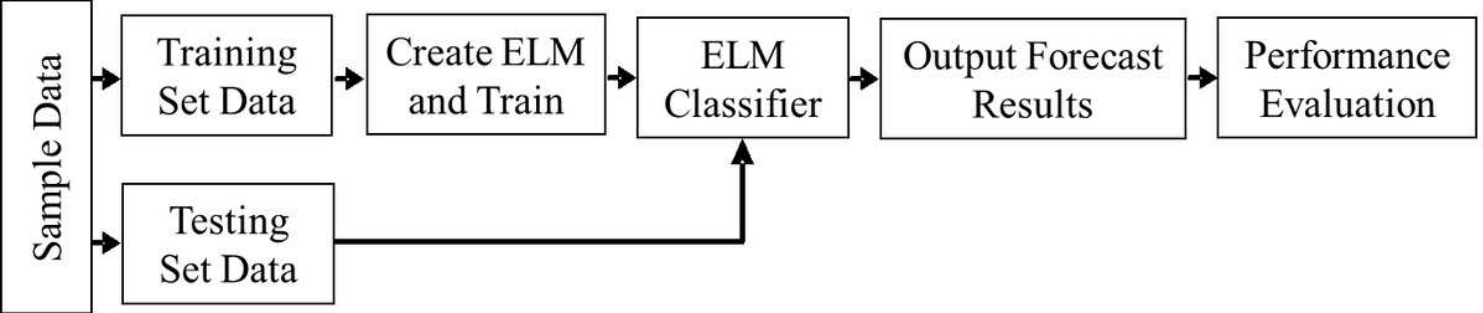 Sample Data
Training
Set Data
Create ELM
and Train
ELM
Classifier
Output Forecast
Results
Performance
Evaluation
Testing
Set Data